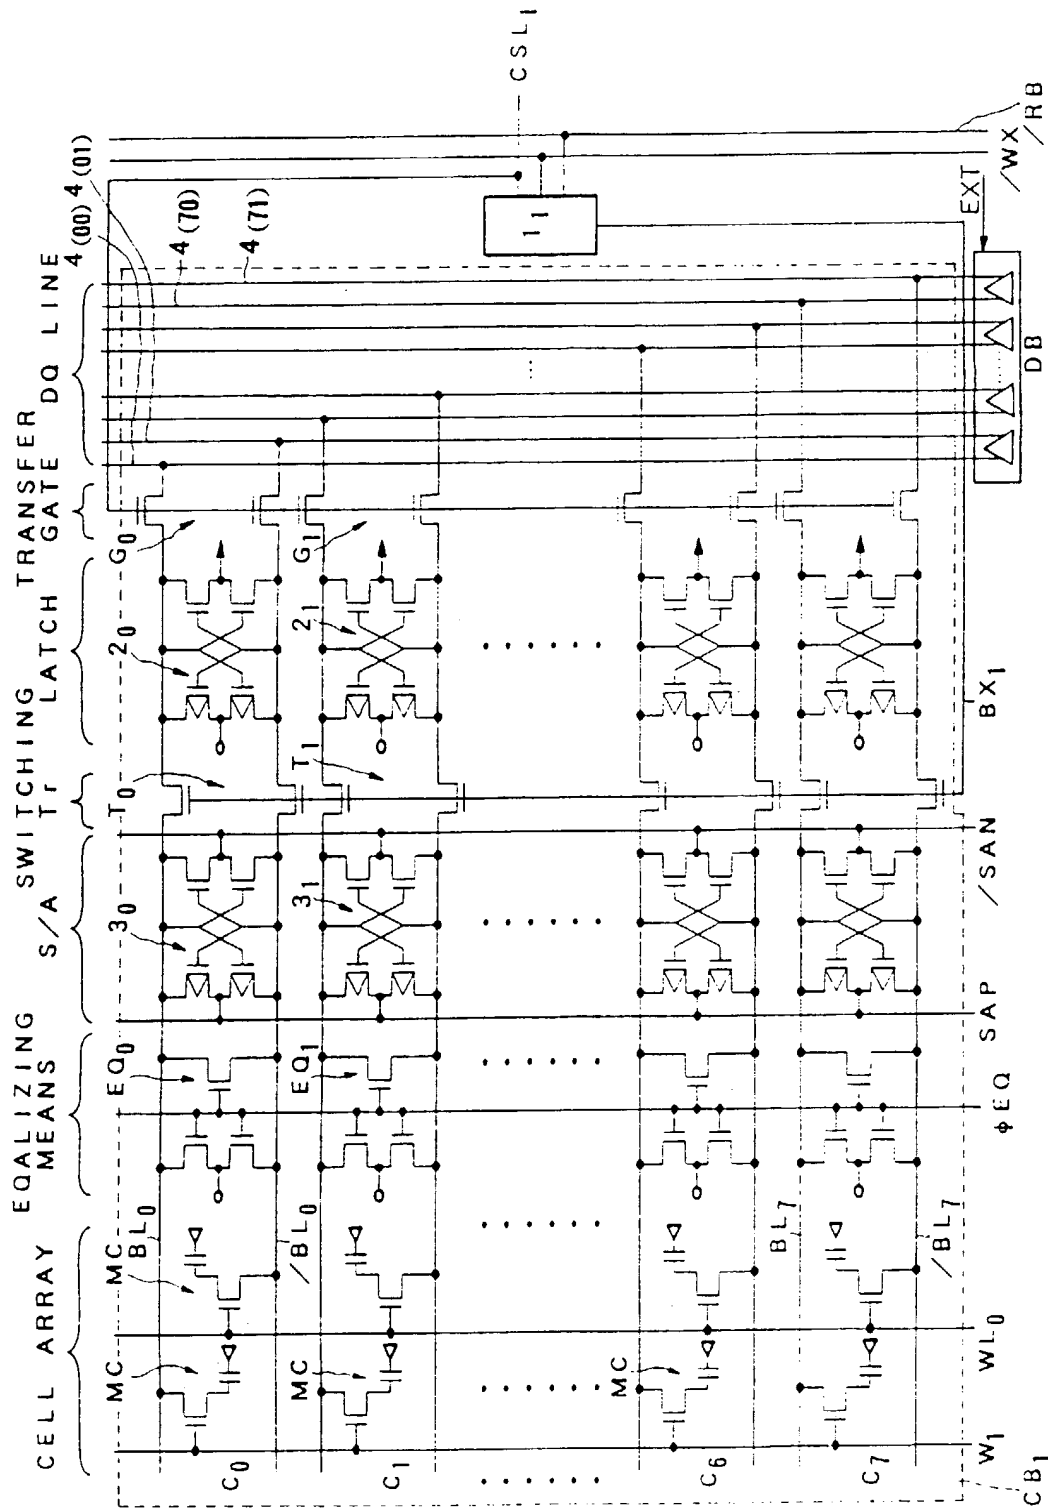 CELL ARRAY
EQALIZING MEANS
S/A
SWITCHING Tr
LATCH
TRANSFER GATE
DQ LINE
4(00)
4(01)
4(70)
4(71)
CSL1
MC
MC
BL0
EQ0
30
T0
20
G0
C0
/BL0
MC
EQ1
31
T1
21
G1
C1
11
MC
C6
BL7
C7
/BL7
CB1
W1
WL0
φEQ
SAP
/SAN
BX1
DB
EXT
/WX
/RB